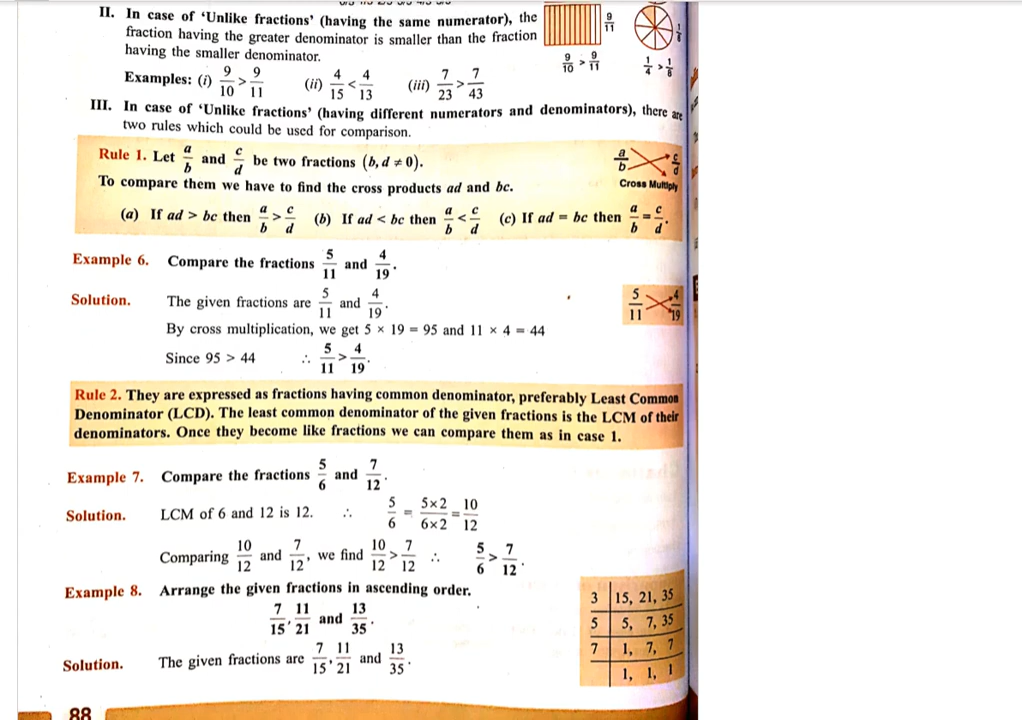 II. In case of 'Unlike fractions' (having the same numerator), the
fraction having the greater denominator is smaller than the fraction
having the smaller denominator.
9/11
1/8
9/10 > 9/11
1/4 > 1/8
Examples: (i) 9/10 > 9/11 (ii) 4/15 < 4/13 (iii) 7/23 > 7/43
III. In case of 'Unlike fractions' (having different numerators and denominators), there are
two rules which could be used for comparison.
Rule 1. Let a/b and c/d be two fractions (b, d ≠ 0).
a/b c/d
To compare them we have to find the cross products ad and bc.
Cross Multiply
(a) If ad > bc then a/b > c/d (b) If ad < bc then a/b < c/d (c) If ad = bc then a/b = c/d.
Example 6. Compare the fractions 5/11 and 4/19.
Solution. The given fractions are 5/11 and 4/19.
5/11 4/19
By cross multiplication, we get 5 × 19 = 95 and 11 × 4 = 44
Since 95 > 44 ∴ 5/11 > 4/19.
Rule 2. They are expressed as fractions having common denominator, preferably Least Common
Denominator (LCD). The least common denominator of the given fractions is the LCM of their
denominators. Once they become like fractions we can compare them as in case 1.
Example 7. Compare the fractions 5/6 and 7/12.
Solution. LCM of 6 and 12 is 12. ∴ 5/6 = 5×2/6×2 = 10/12
Comparing 10/12 and 7/12, we find 10/12 > 7/12 ∴ 5/6 > 7/12.
Example 8. Arrange the given fractions in ascending order.
7/15, 11/21 and 13/35.
Solution. The given fractions are 7/15, 11/21 and 13/35.
3 15, 21, 35
5 5, 7, 35
7 1, 7, 7
1, 1, 1
88